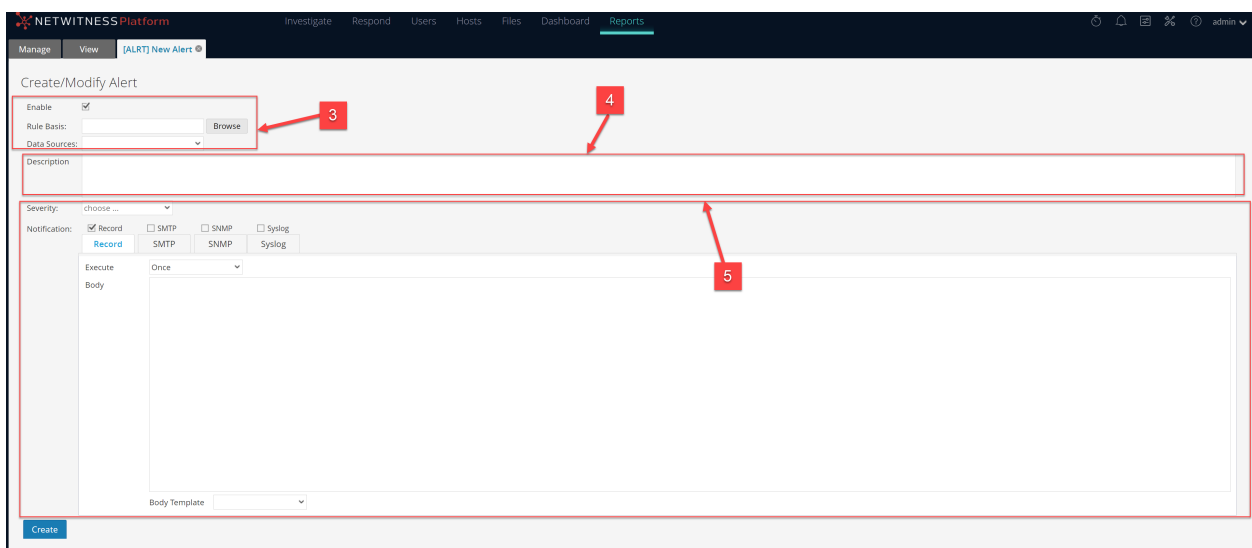 NETWITNESS Platform Investigate Respond Users Hosts Files Dashboard Reports admin
Manage View [ALRT] New Alert
Create/Modify Alert
Enable
Rule Basis: Browse
Data Sources:
3
4
Description
Severity: choose ...
Notification: Record SMTP SNMP Syslog
Record SMTP SNMP Syslog
Execute Once
5
Body
Body Template
Create